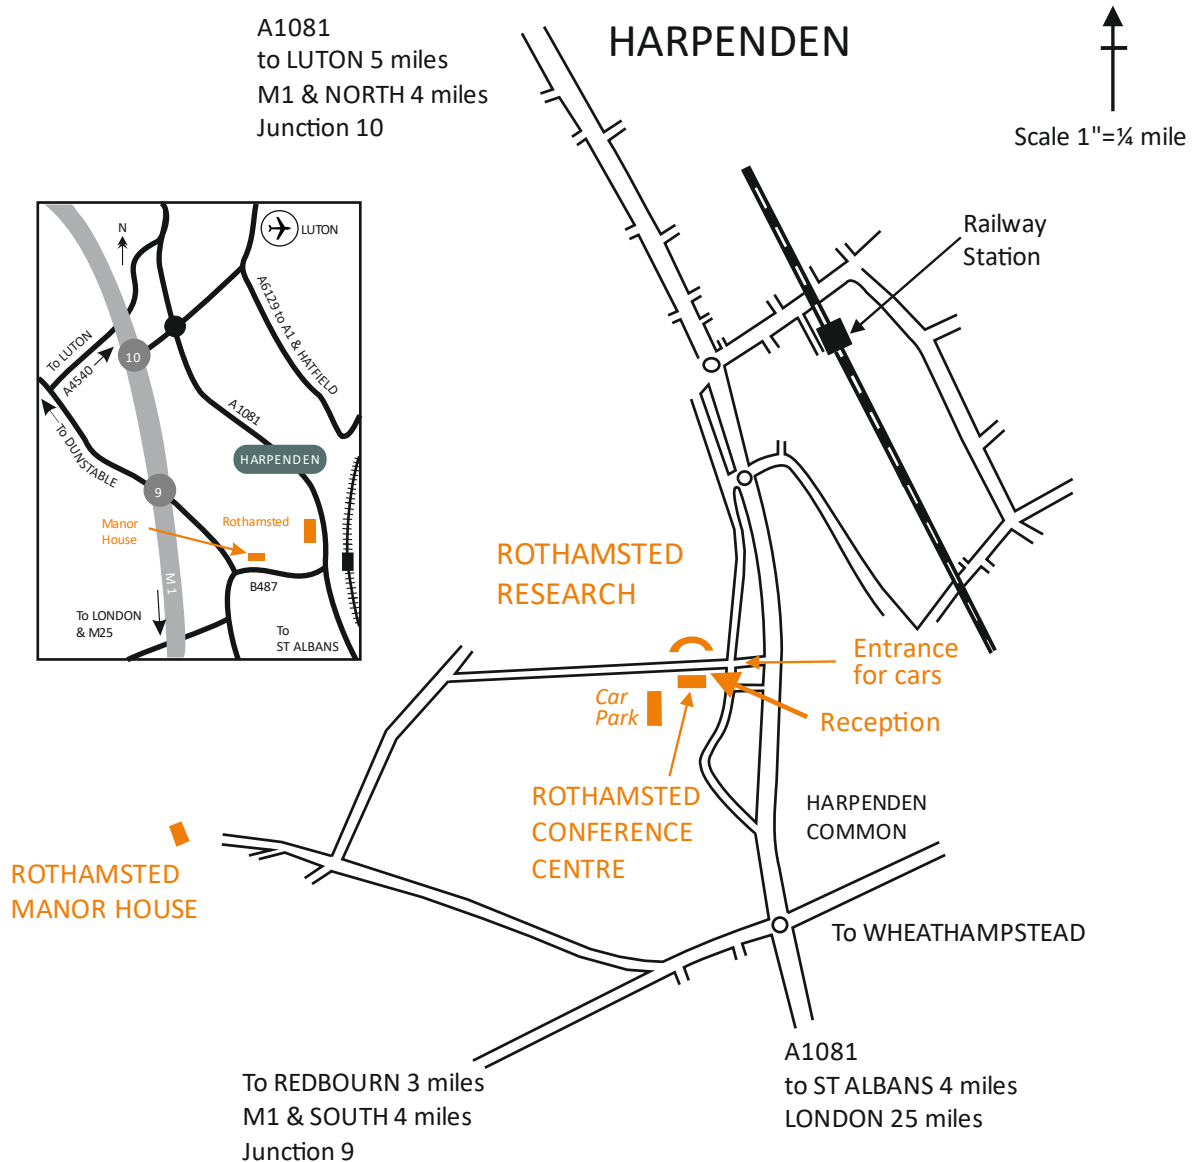 A1081
to LUTON 5 miles
M1 & NORTH 4 miles
Junction 10
HARPENDEN
Scale 1"=¼ mile
Railway
Station
N
LUTON
A6129 to A1 & HATFIELD
To LUTON
A4540
10
A1081
To DUNSTABLE
HARPENDEN
9
Manor
House
Rothamsted
M1
B487
To LONDON
& M25
To
ST ALBANS
ROTHAMSTED
RESEARCH
Entrance
for cars
Car
Park
Reception
ROTHAMSTED
CONFERENCE
CENTRE
HARPENDEN
COMMON
ROTHAMSTED
MANOR HOUSE
To WHEATHAMPSTEAD
To REDBOURN 3 miles
M1 & SOUTH 4 miles
Junction 9
A1081
to ST ALBANS 4 miles
LONDON 25 miles